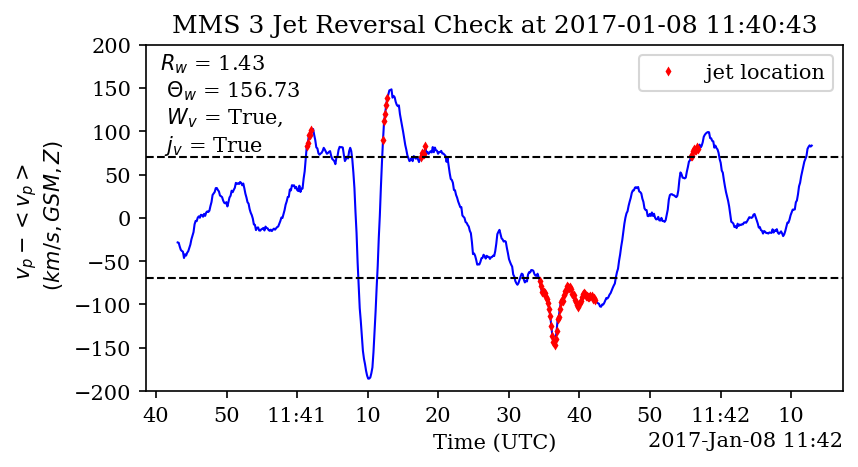 MMS 3 Jet Reversal Check at 2017-01-08 11:40:43
R_w = 1.43
Θ_w = 156.73
W_v = True,
j_v = True
jet location
v_p − < v_p >
(km/s, GSM, Z)
200
150
100
50
0
−50
−100
−150
−200
40 50 11:41 10 20 30 40 50 11:42 10
Time (UTC)
2017-Jan-08 11:42